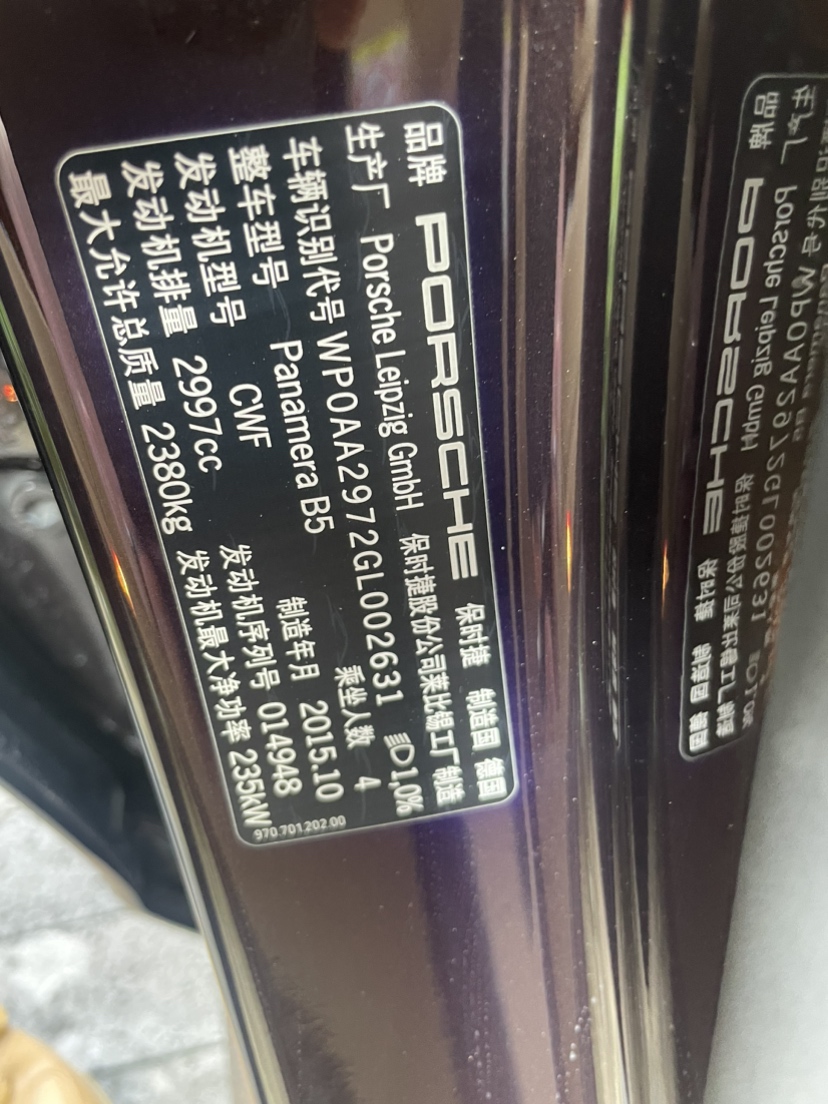 品牌 PORSCHE 保时捷 制造国 德国
生产厂 Porsche Leipzig GmbH 保时捷股份公司莱比锡工厂制造
车辆识别代号 WP0AA2972GL002631 1,0%
整车型号 Panamera B5 乘坐人数 4
发动机型号 CWF 制造年月 2015.10
发动机排量 2997cc 发动机序列号 014948
最大允许总质量 2380kg 发动机最大净功率 235kW
970.701.202.00